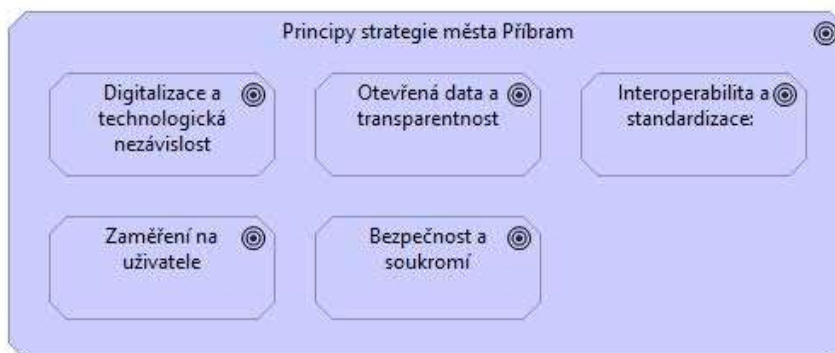 Principy strategie města Příbram
Digitalizace a
technologická
nezávislost
Otevřená data a
transparentnost
Interoperabilita a
standardizace:
Zaměření na
uživatele
Bezpečnost a
soukromí